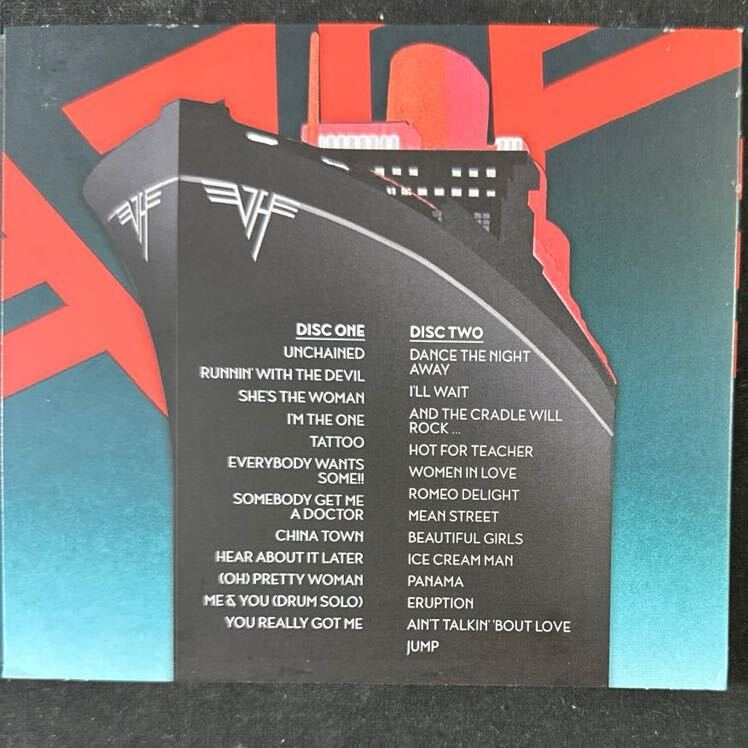 VH
VH
DISC ONE
UNCHAINED
RUNNIN' WITH THE DEVIL
SHE'S THE WOMAN
I'M THE ONE
TATTOO
EVERYBODY WANTS
SOME!!
SOMEBODY GET ME
A DOCTOR
CHINA TOWN
HEAR ABOUT IT LATER
(OH) PRETTY WOMAN
ME & YOU (DRUM SOLO)
YOU REALLY GOT ME
DISC TWO
DANCE THE NIGHT
AWAY
I'LL WAIT
AND THE CRADLE WILL
ROCK ...
HOT FOR TEACHER
WOMEN IN LOVE
ROMEO DELIGHT
MEAN STREET
BEAUTIFUL GIRLS
ICE CREAM MAN
PANAMA
ERUPTION
AIN'T TALKIN' 'BOUT LOVE
JUMP